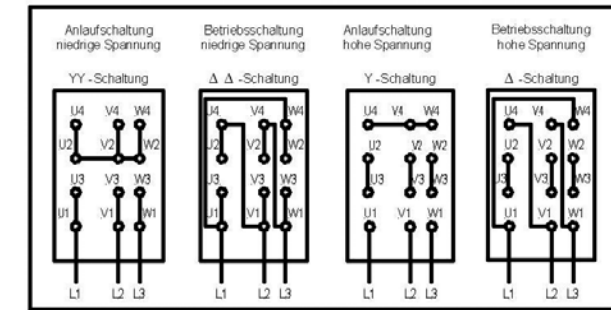 Anlaufschaltung
niedrige Spannung
Betriebsschaltung
niedrige Spannung
Anlaufschaltung
hohe Spannung
Betriebsschaltung
hohe Spannung
YY -Schaltung
Δ Δ -Schaltung
Y -Schaltung
Δ -Schaltung
U4 V4 W4
U2 V2 W2
U3 V3 W3
U1 V1 W1
L1 L2 L3
U4 V4 W4
U2 V2 W2
U3 V3 W3
U1 V1 W1
L1 L2 L3
U4 V4 W4
U2 V2 W2
U3 V3 W3
U1 V1 W1
L1 L2 L3
U4 V4 W4
U2 V2 W2
U3 V3 W3
U1 V1 W1
L1 L2 L3